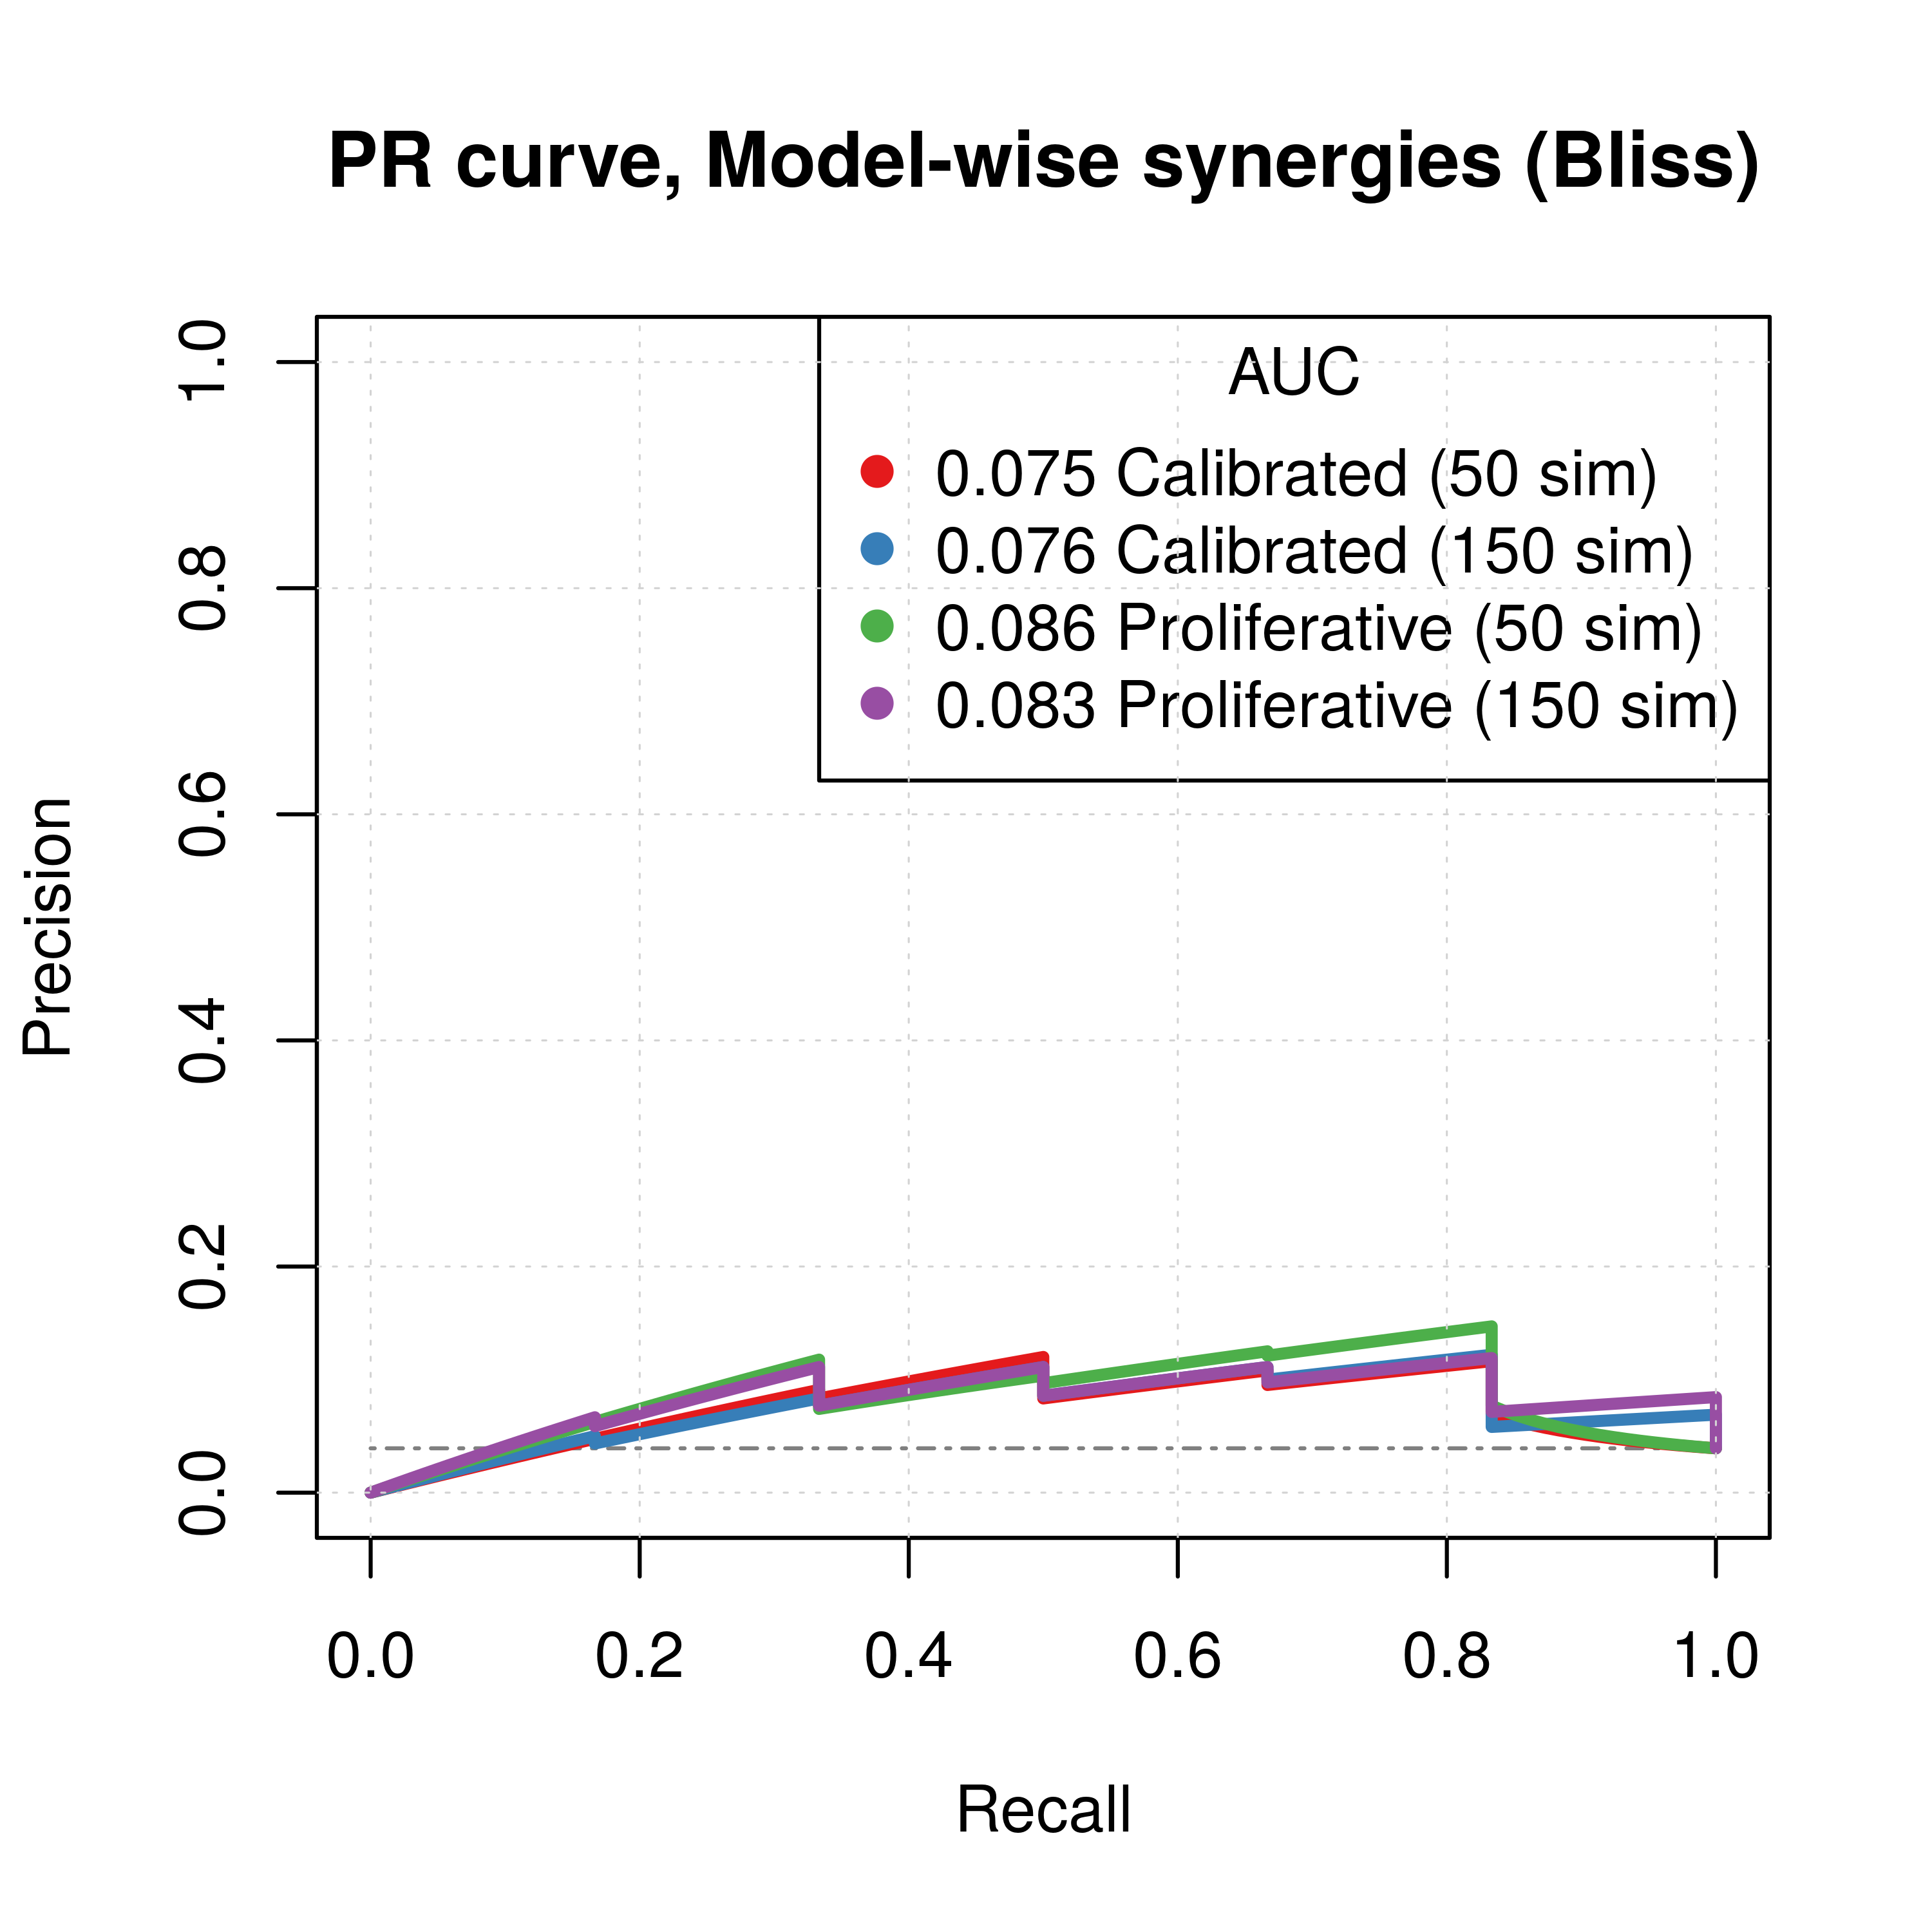 PR curve, Model-wise synergies (Bliss)
AUC
0.075 Calibrated (50 sim)
0.076 Calibrated (150 sim)
0.086 Proliferative (50 sim)
0.083 Proliferative (150 sim)
Precision
1.0
0.8
0.6
0.4
0.2
0.0
0.0 0.2 0.4 0.6 0.8 1.0
Recall